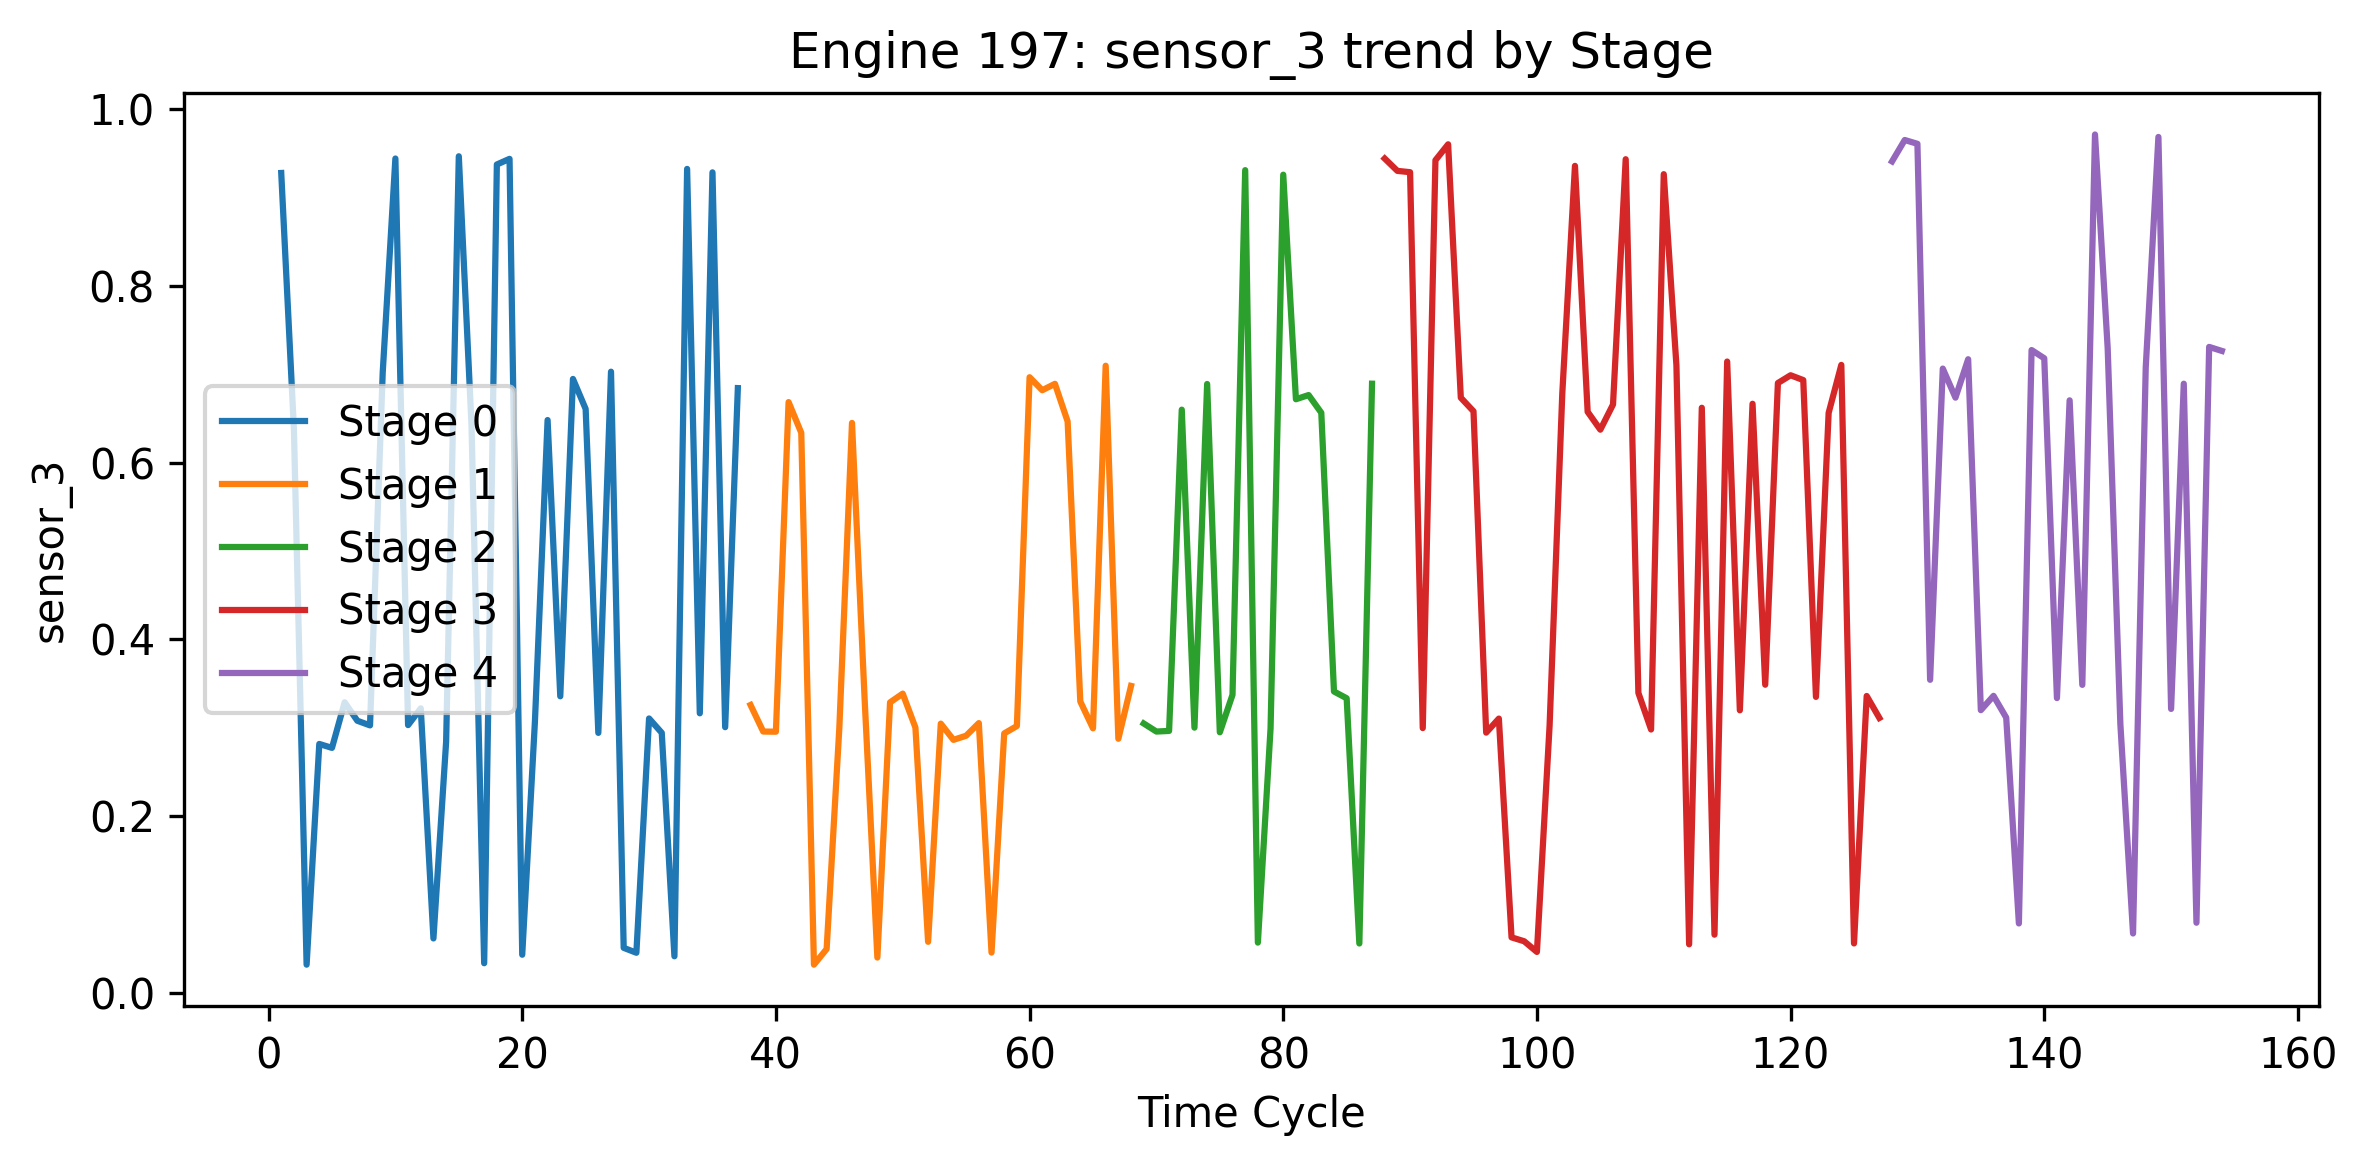 Engine 197: sensor_3 trend by Stage
1.0
0.8
0.6
0.4
0.2
0.0
sensor_3
Stage 0
Stage 1
Stage 2
Stage 3
Stage 4
0 20 40 60 80 100 120 140 160
Time Cycle